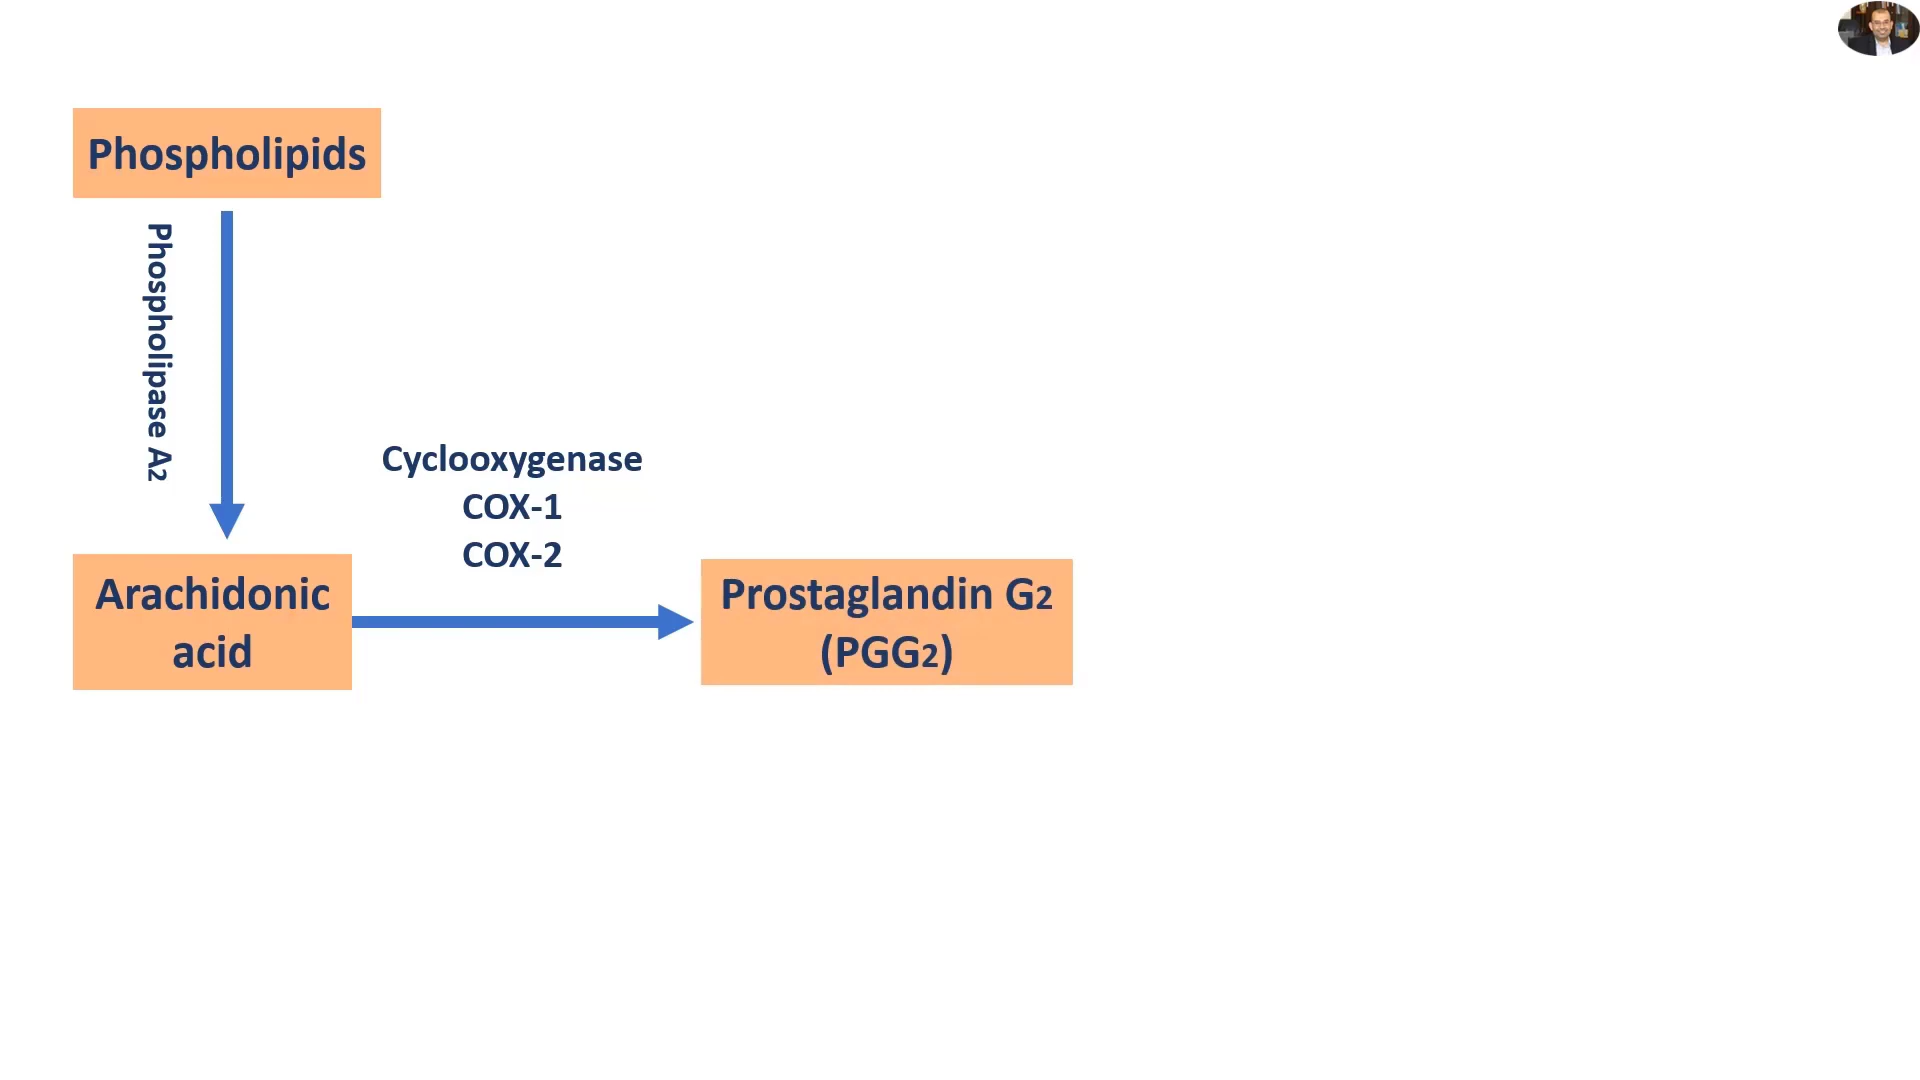 Phospholipids
Phospholipase A2
Cyclooxygenase
COX-1
COX-2
Arachidonic
acid
Prostaglandin G2
(PGG2)